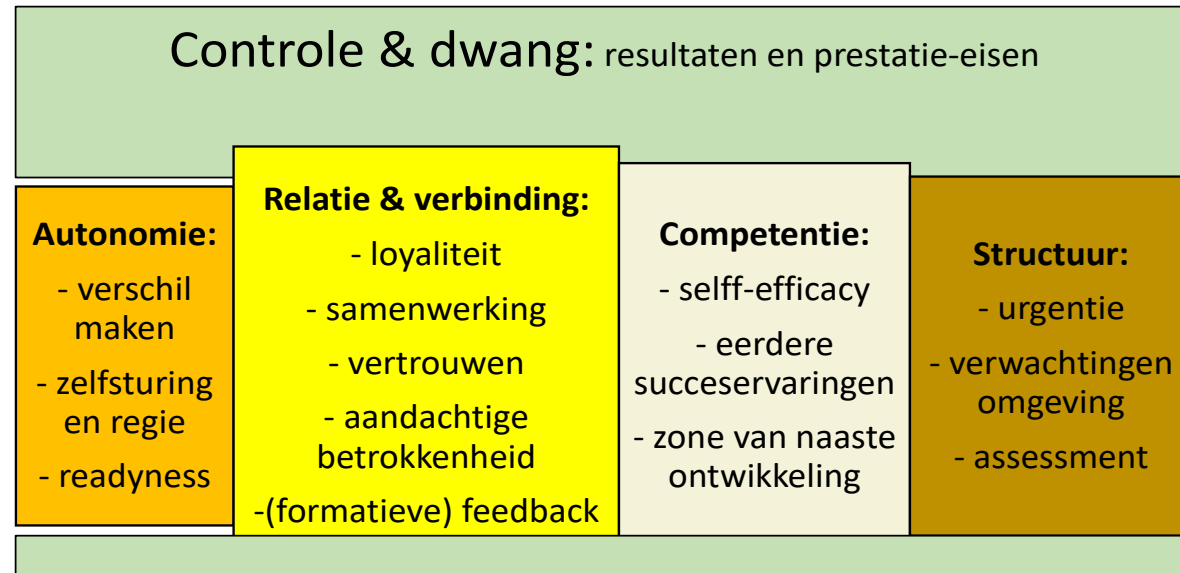 Controle & dwang: resultaten en prestatie-eisen
Autonomie:
- verschil
maken
- zelfsturing
en regie
- readyness
Relatie & verbinding:
- loyaliteit
- samenwerking
- vertrouwen
- aandachtige
betrokkenheid
-(formatieve) feedback
Competentie:
- selff-efficacy
- eerdere
succeservaringen
- zone van naaste
ontwikkeling
Structuur:
- urgentie
- verwachtingen
omgeving
- assessment